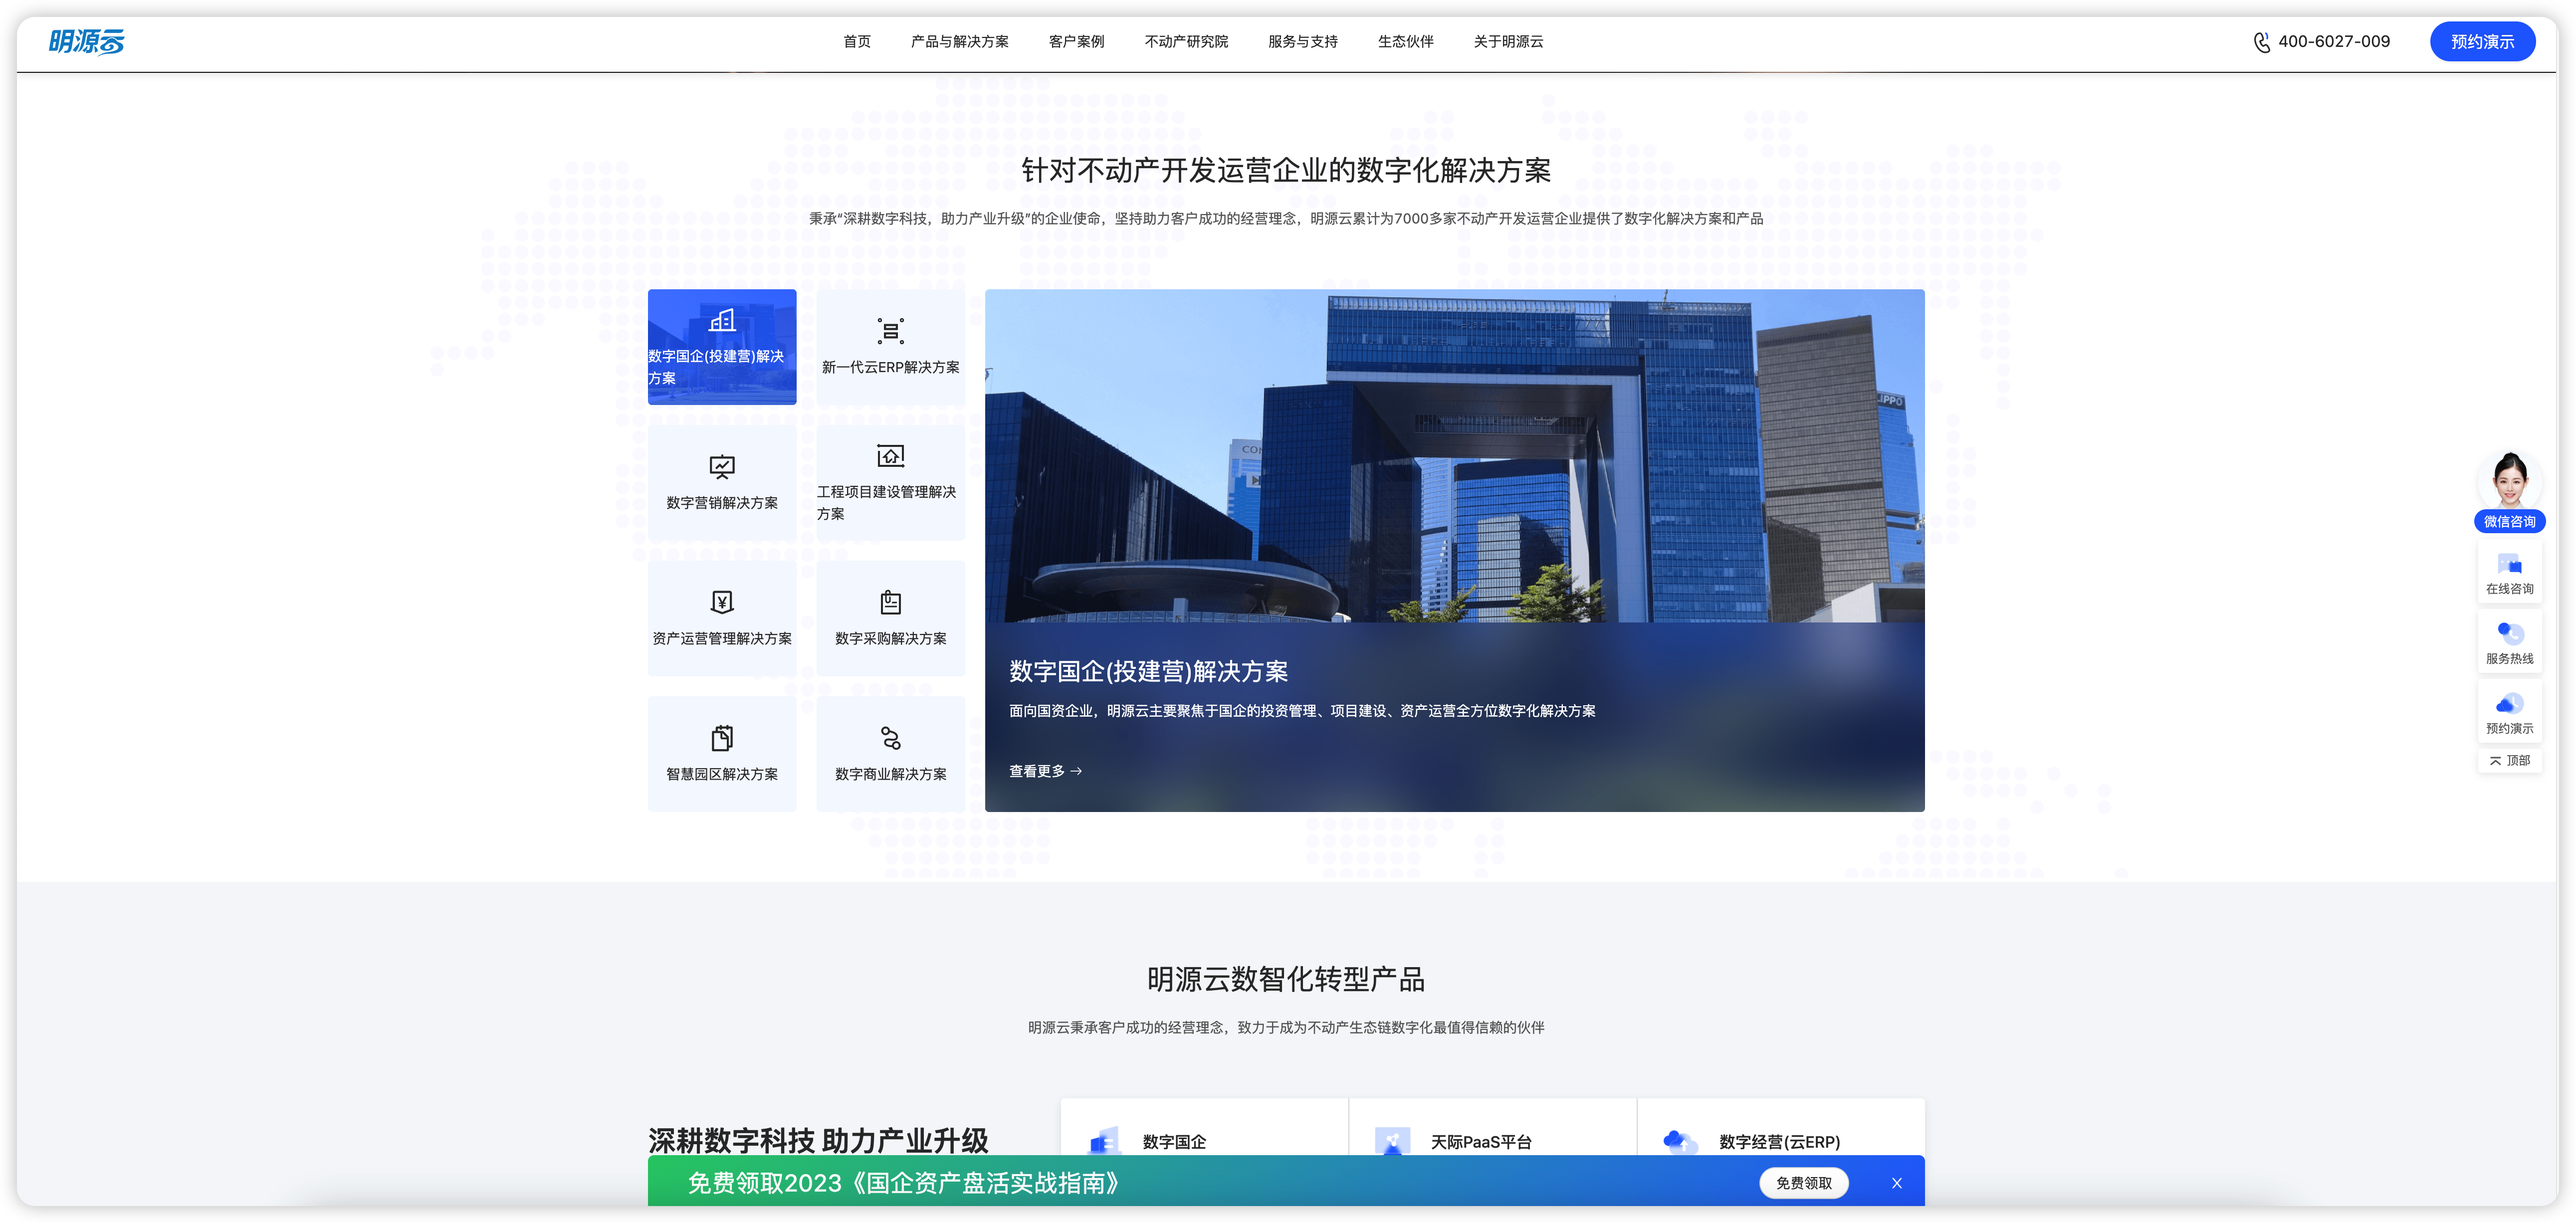 明源云
首页
产品与解决方案
客户案例
不动产研究院
服务与支持
生态伙伴
关于明源云
400-6027-009
预约演示
针对不动产开发运营企业的数字化解决方案
秉承“深耕数字科技，助力产业升级”的企业使命，坚持助力客户成功的经营理念，明源云累计为7000多家不动产开发运营企业提供了数字化解决方案和产品
数字国企(投建营)解决
方案
新一代云ERP解决方案
数字营销解决方案
工程项目建设管理解决
方案
资产运营管理解决方案
数字采购解决方案
智慧园区解决方案
数字商业解决方案
数字国企(投建营)解决方案
面向国资企业，明源云主要聚焦于国企的投资管理、项目建设、资产运营全方位数字化解决方案
查看更多
微信咨询
在线咨询
服务热线
预约演示
顶部
明源云数智化转型产品
明源云秉承客户成功的经营理念，致力于成为不动产生态链数字化最值得信赖的伙伴
深耕数字科技 助力产业升级
数字国企
天际PaaS平台
数字经营(云ERP)
免费领取2023《国企资产盘活实战指南》
免费领取